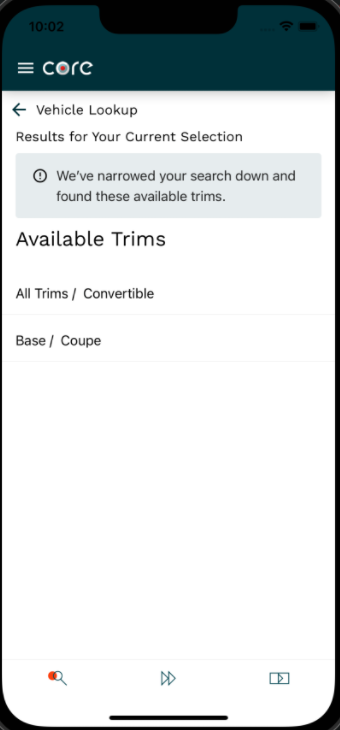 10:02
core
Vehicle Lookup
Results for Your Current Selection
We've narrowed your search down and
found these available trims.
Available Trims
All Trims / Convertible
Base / Coupe